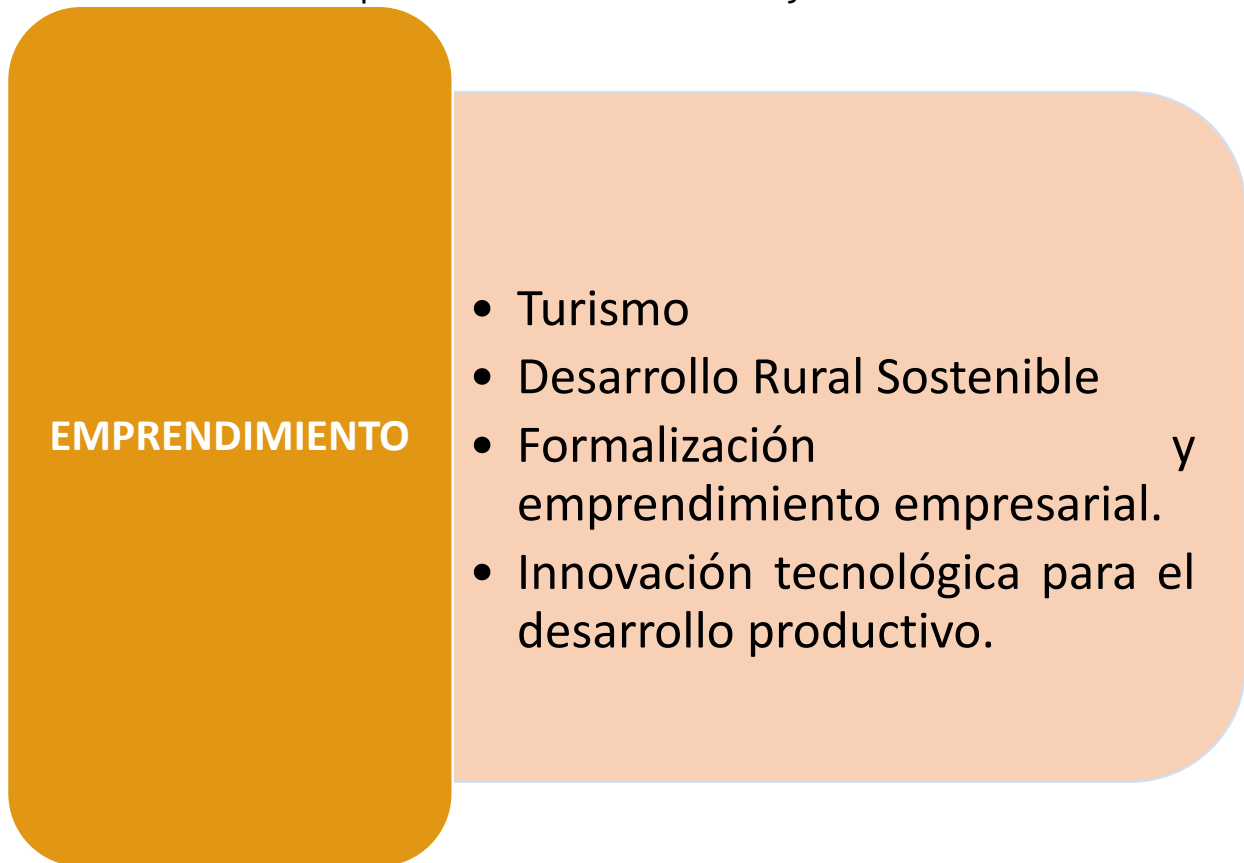 EMPRENDIMIENTO
• Turismo
• Desarrollo Rural Sostenible
• Formalización y
emprendimiento empresarial.
• Innovación tecnológica para el
desarrollo productivo.